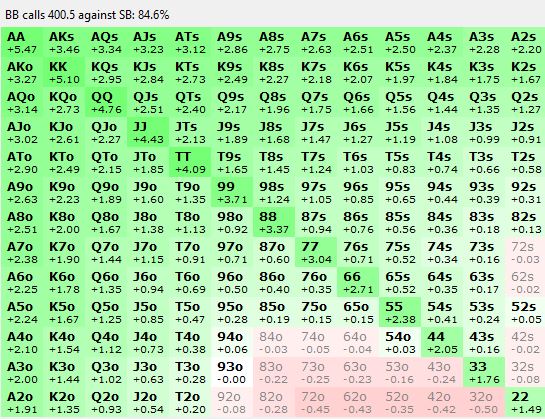 BB calls 400.5 against SB: 84.6%
AA AKs AQs AJs ATs A9s A8s A7s A6s A5s A4s A3s A2s
+5.47 +3.46 +3.34 +3.23 +3.12 +2.86 +2.75 +2.63 +2.51 +2.50 +2.37 +2.28 +2.20
AKo KK KQs KJs KTs K9s K8s K7s K6s K5s K4s K3s K2s
+3.27 +5.10 +2.95 +2.84 +2.73 +2.49 +2.27 +2.18 +2.07 +1.97 +1.84 +1.75 +1.67
AQo KQo QQ QJs QTs Q9s Q8s Q7s Q6s Q5s Q4s Q3s Q2s
+3.14 +2.73 +4.76 +2.51 +2.40 +2.17 +1.96 +1.75 +1.66 +1.56 +1.44 +1.35 +1.27
AJo KJo QJo JJ JTs J9s J8s J7s J6s J5s J4s J3s J2s
+3.02 +2.61 +2.27 +4.43 +2.13 +1.89 +1.68 +1.47 +1.27 +1.19 +1.08 +0.99 +0.91
ATo KTo QTo JTo TT T9s T8s T7s T6s T5s T4s T3s T2s
+2.90 +2.49 +2.15 +1.85 +4.09 +1.65 +1.45 +1.24 +1.03 +0.83 +0.74 +0.66 +0.58
A9o K9o Q9o J9o T9o 99 98s 97s 96s 95s 94s 93s 92s
+2.63 +2.23 +1.89 +1.60 +1.35 +3.71 +1.24 +1.05 +0.85 +0.65 +0.44 +0.39 +0.31
A8o K8o Q8o J8o T8o 98o 88 87s 86s 85s 84s 83s 82s
+2.51 +2.00 +1.67 +1.38 +1.13 +0.92 +3.37 +0.94 +0.76 +0.56 +0.36 +0.18 +0.13
A7o K7o Q7o J7o T7o 97o 87o 77 76s 75s 74s 73s 72s
+2.38 +1.90 +1.44 +1.15 +0.91 +0.71 +0.60 +3.04 +0.71 +0.52 +0.34 +0.16 -0.03
A6o K6o Q6o J6o T6o 96o 86o 76o 66 65s 64s 63s 62s
+2.25 +1.78 +1.35 +0.94 +0.69 +0.50 +0.40 +0.35 +2.71 +0.52 +0.35 +0.17 -0.02
A5o K5o Q5o J5o T5o 95o 85o 75o 65o 55 54s 53s 52s
+2.24 +1.67 +1.25 +0.85 +0.47 +0.28 +0.19 +0.15 +0.15 +2.38 +0.41 +0.24 +0.05
A4o K4o Q4o J4o T4o 94o 84o 74o 64o 54o 44 43s 42s
+2.10 +1.54 +1.12 +0.73 +0.38 +0.06 -0.03 -0.05 -0.04 +0.03 +2.05 +0.16 -0.02
A3o K3o Q3o J3o T3o 93o 83o 73o 63o 53o 43o 33 32s
+2.00 +1.44 +1.02 +0.63 +0.28 -0.00 -0.22 -0.25 -0.23 -0.16 -0.24 +1.76 -0.08
A2o K2o Q2o J2o T2o 92o 82o 72o 62o 52o 42o 32o 22
+1.91 +1.35 +0.93 +0.54 +0.20 -0.08 -0.28 -0.45 -0.43 -0.35 -0.42 -0.50 +1.49